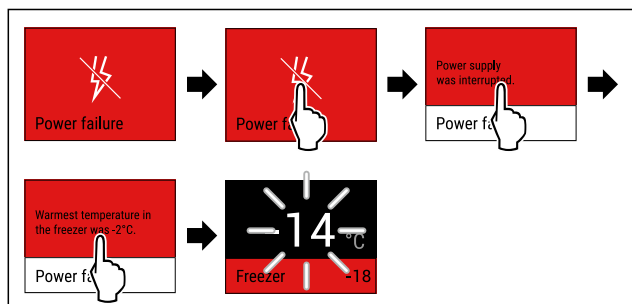 Power failure
Power fa
Power supply
was interrupted.
Power fa
Warmest temperature in
the freezer was -2°C.
Power fa
-14 °C
Freezer -18